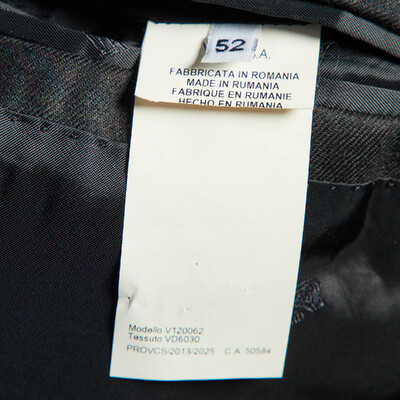 52
S.A.
FABBRICATA IN ROMANIA
MADE IN RUMANIA
FABRIQUE EN RUMANIE
HECHO EN RUMANIA
Modello V120062
Tessuto VD6030
PROVCS/2013/2025 C.A. 50584